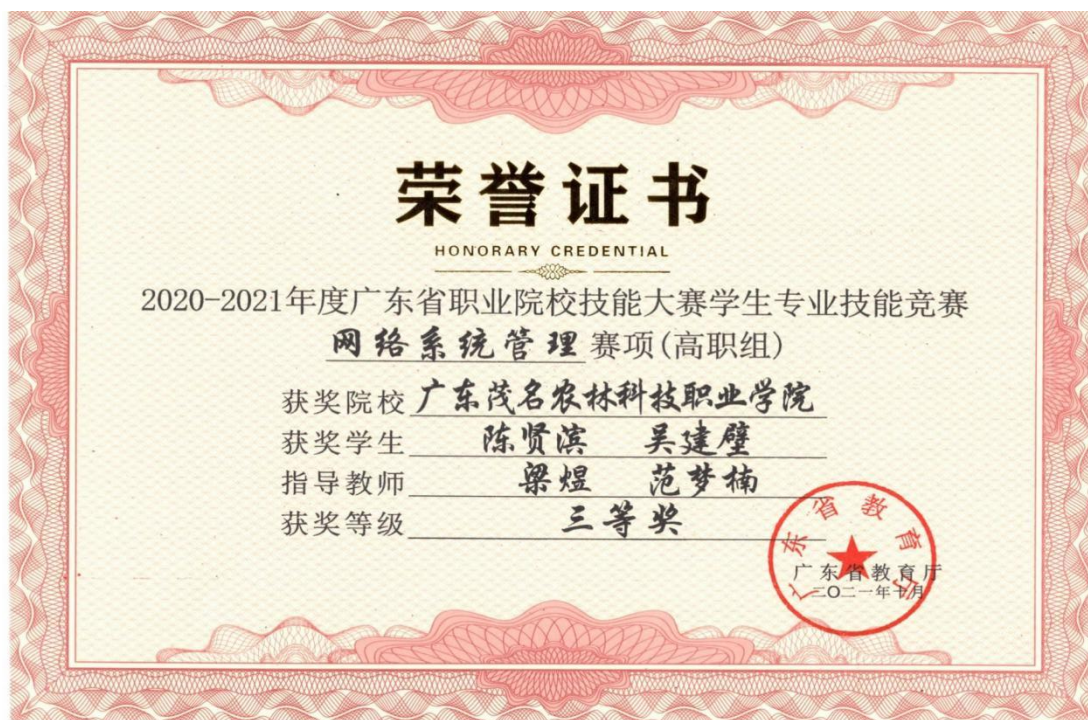 荣誉证书
HONORARY CREDENTIAL
2020-2021年度广东省职业院校技能大赛学生专业技能竞赛
网络系统管理赛项(高职组)
获奖院校 广东茂名农林科技职业学院
获奖学生 陈贤滨 吴建璧
指导教师 梁煜 范梦楠
获奖等级 三等奖
广东省教育厅
广东省教育厅
二〇二一年十月